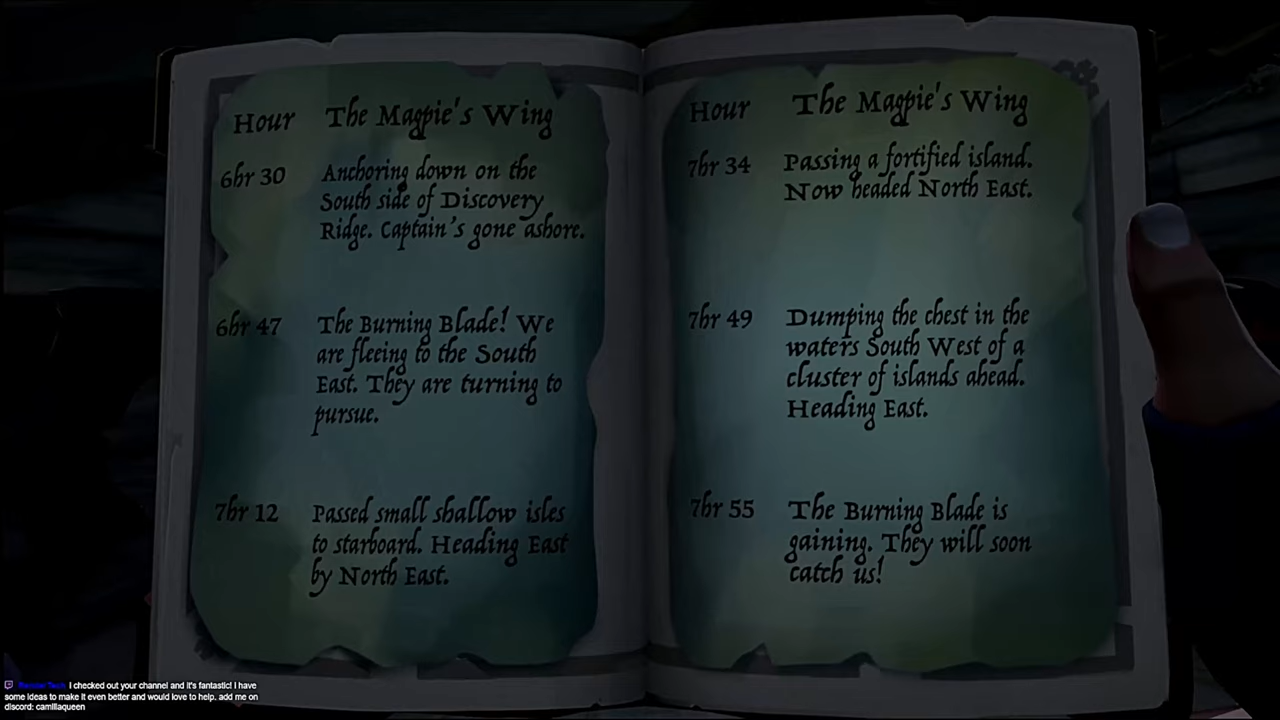 Hour The Magpie's Wing
6hr 30 Anchoring down on the
South side of Discovery
Ridge. Captain's gone ashore.
6hr 47 The Burning Blade! We
are fleeing to the South
East. They are turning to
pursue.
7hr 12 Passed small shallow isles
to starboard. Heading East
by North East.
Hour The Magpie's Wing
7hr 34 Passing a fortified island.
Now headed North East.
7hr 49 Dumping the chest in the
waters South West of a
cluster of islands ahead.
Heading East.
7hr 55 The Burning Blade is
gaining. They will soon
catch us!
I checked out your channel and it's fantastic! I have
some ideas to make it even better and would love to help. add me on
discord: camillaqueen